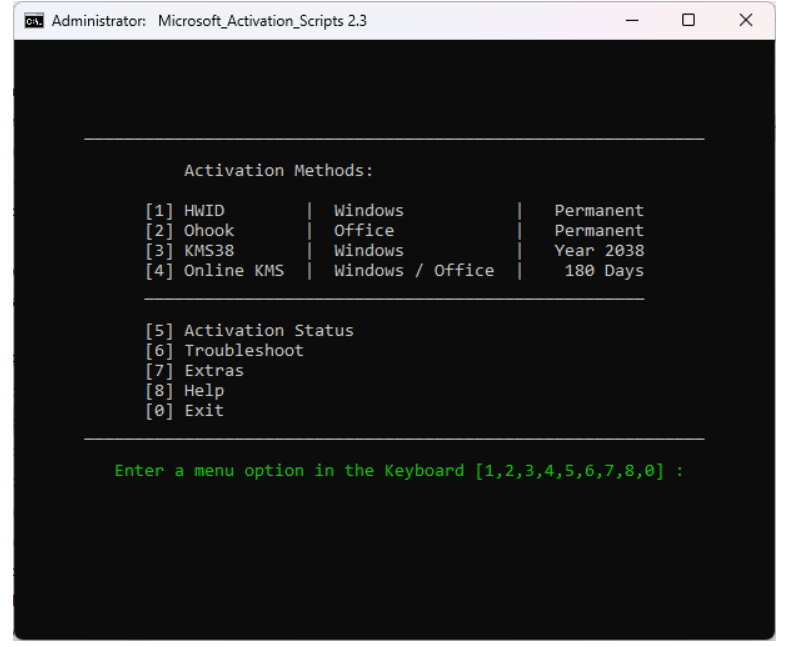 Administrator: Microsoft_Activation_Scripts 2.3
Activation Methods:
[1] HWID | Windows | Permanent
[2] Ohook | Office | Permanent
[3] KMS38 | Windows | Year 2038
[4] Online KMS | Windows / Office | 180 Days
[5] Activation Status
[6] Troubleshoot
[7] Extras
[8] Help
[0] Exit
Enter a menu option in the Keyboard [1,2,3,4,5,6,7,8,0] :